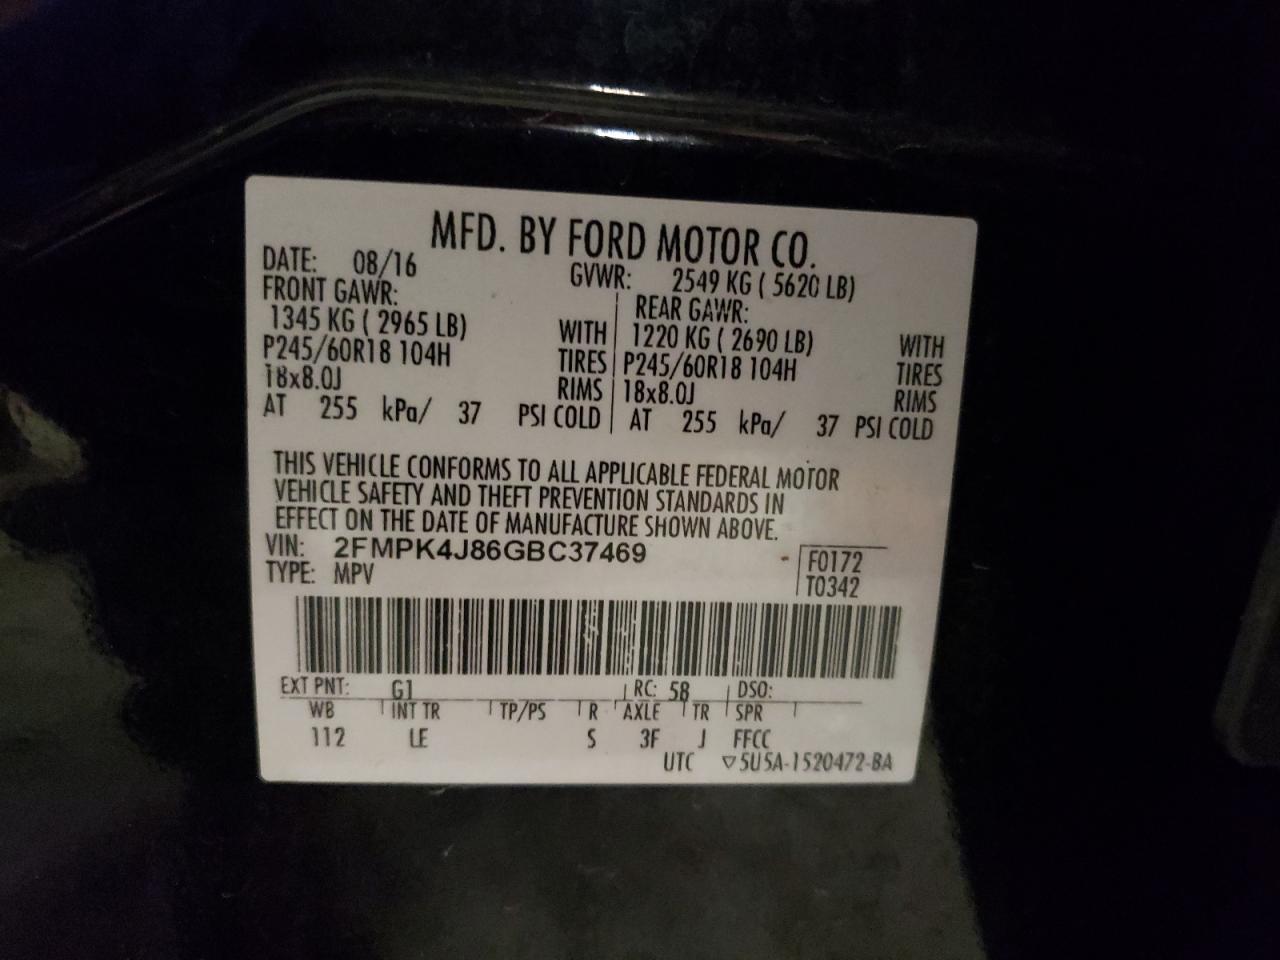 MFD. BY FORD MOTOR CO.
DATE: 08/16 GVWR: 2549 KG ( 5620 LB)
FRONT GAWR: REAR GAWR:
1345 KG ( 2965 LB) WITH 1220 KG ( 2690 LB) WITH
P245/60R18 104H TIRES P245/60R18 104H TIRES
18x8.0J RIMS 18x8.0J RIMS
AT 255 kPa/ 37 PSI COLD AT 255 kPa/ 37 PSI COLD
THIS VEHICLE CONFORMS TO ALL APPLICABLE FEDERAL MOTOR
VEHICLE SAFETY AND THEFT PREVENTION STANDARDS IN
EFFECT ON THE DATE OF MANUFACTURE SHOWN ABOVE.
VIN: 2FMPK4J86GBC37469 F0172
TYPE: MPV T0342
EXT PNT: G1 RC: 58 DSO:
WB INT TR TP/PS R AXLE TR SPR
112 LE S 3F J FFCC
UTC ▽5U5A-1520472-BA